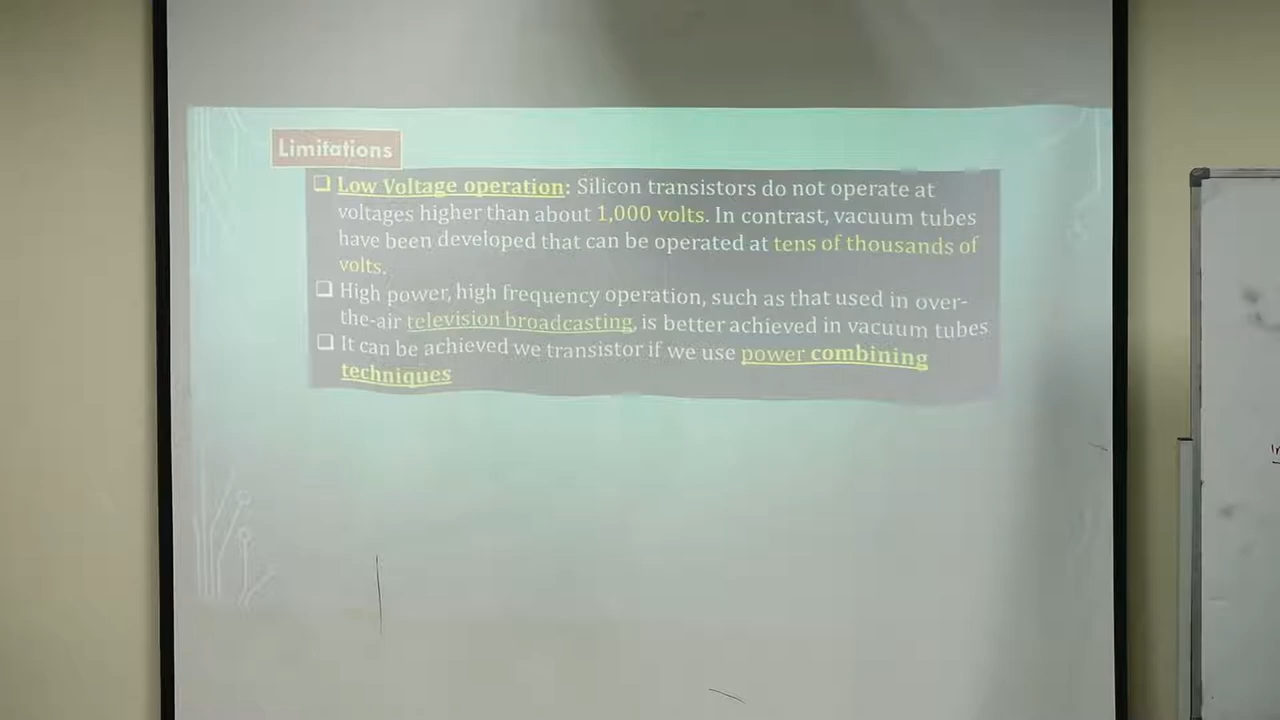 Limitations
❑ Low Voltage operation: Silicon transistors do not operate at
voltages higher than about 1,000 volts. In contrast, vacuum tubes
have been developed that can be operated at tens of thousands of
volts.
❑ High power, high frequency operation, such as that used in over-
the-air television broadcasting, is better achieved in vacuum tubes
❑ It can be achieved we transistor if we use power combining
techniques